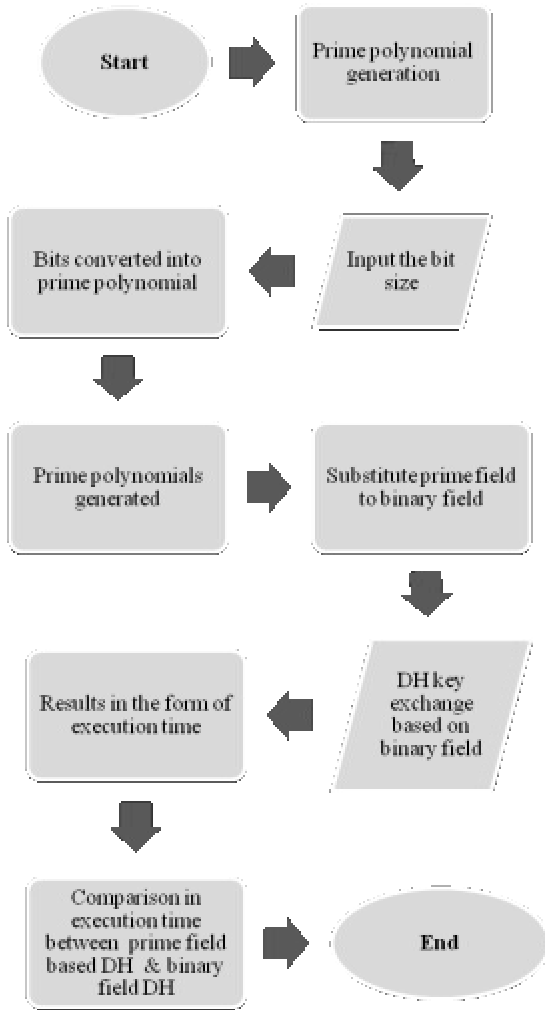 Start
Prime polynomial
generation
Input the bit
size
Bits converted into
prime polynomial
Prime polynomials
generated
Substitute prime field
to binary field
DH key
exchange
based on
binary field
Results in the form of
execution time
Comparison in
execution time
between prime field
based DH & binary
field DH
End